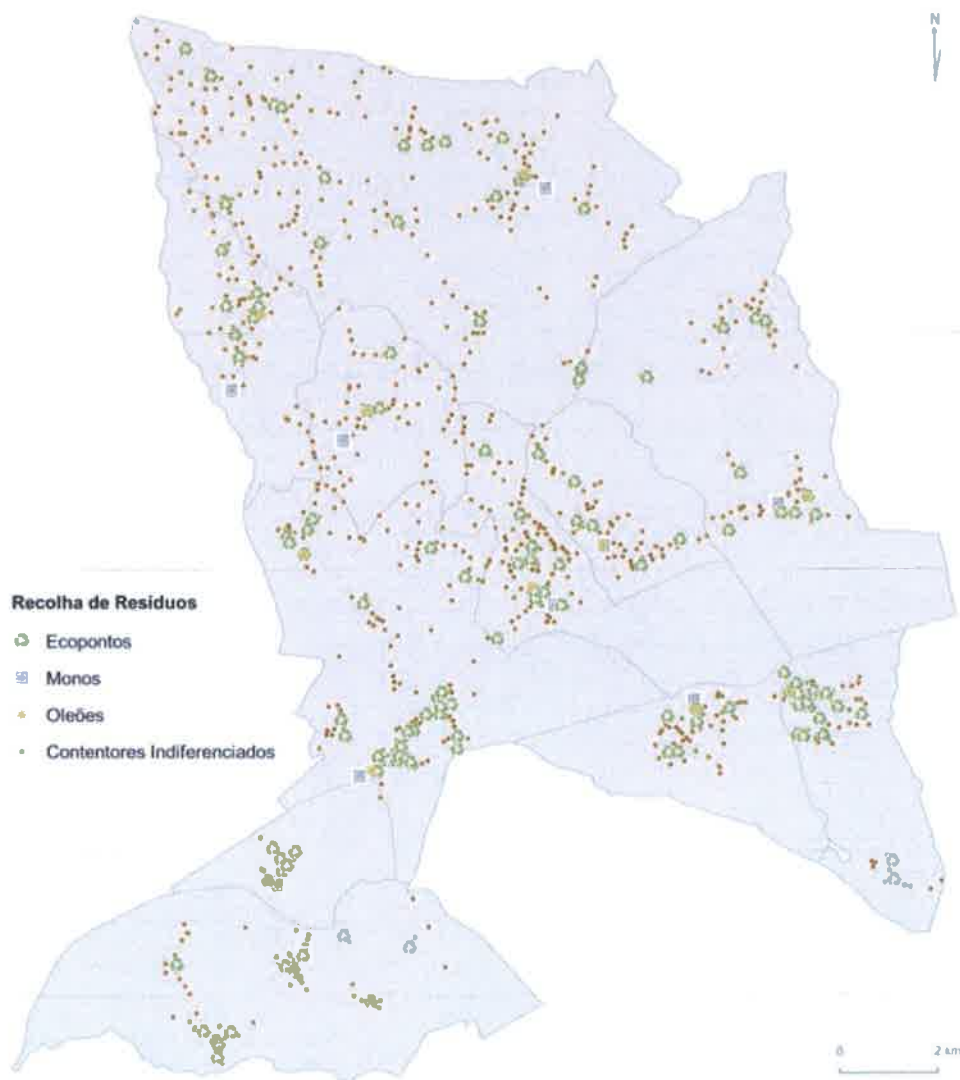 N
Recolha de Resíduos
Ecopontos
Monos
Oleões
Contentores Indiferenciados
0 2 km